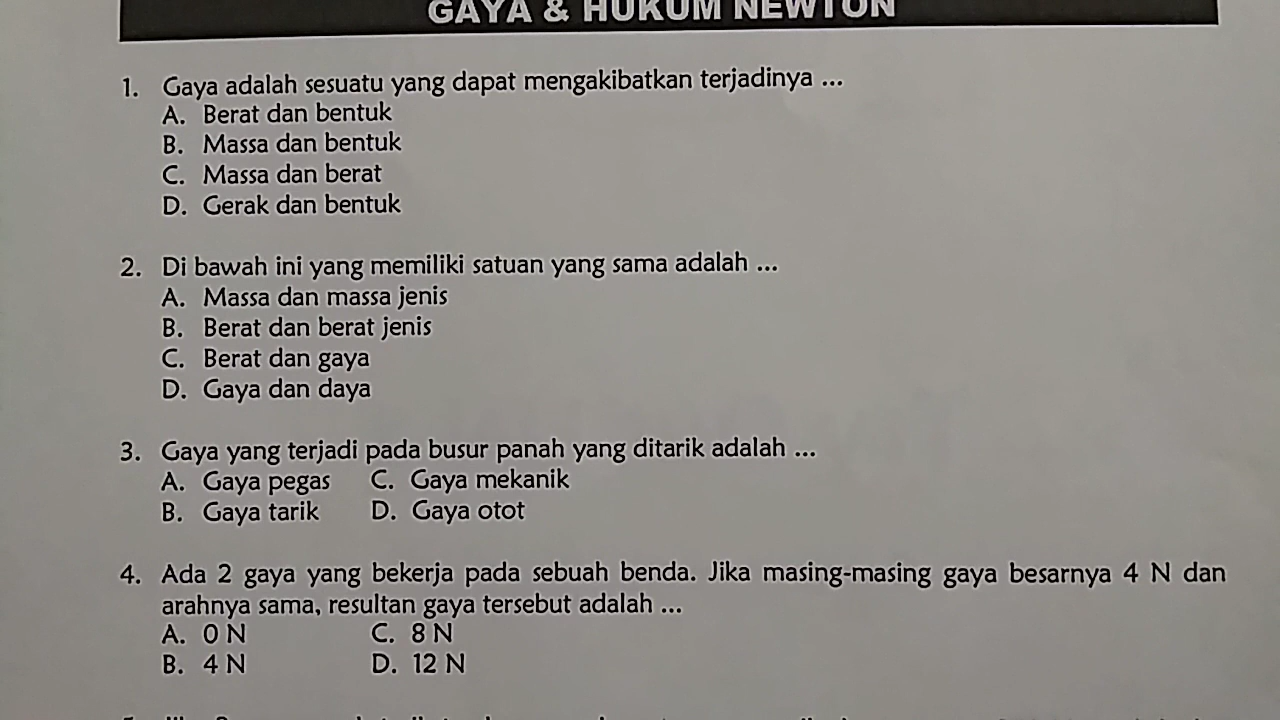 GAYA & HUKUM NEWTON
1. Gaya adalah sesuatu yang dapat mengakibatkan terjadinya ...
A. Berat dan bentuk
B. Massa dan bentuk
C. Massa dan berat
D. Gerak dan bentuk
2. Di bawah ini yang memiliki satuan yang sama adalah ...
A. Massa dan massa jenis
B. Berat dan berat jenis
C. Berat dan gaya
D. Gaya dan daya
3. Gaya yang terjadi pada busur panah yang ditarik adalah ...
A. Gaya pegas C. Gaya mekanik
B. Gaya tarik D. Gaya otot
4. Ada 2 gaya yang bekerja pada sebuah benda. Jika masing-masing gaya besarnya 4 N dan
arahnya sama, resultan gaya tersebut adalah ...
A. 0 N C. 8 N
B. 4 N D. 12 N